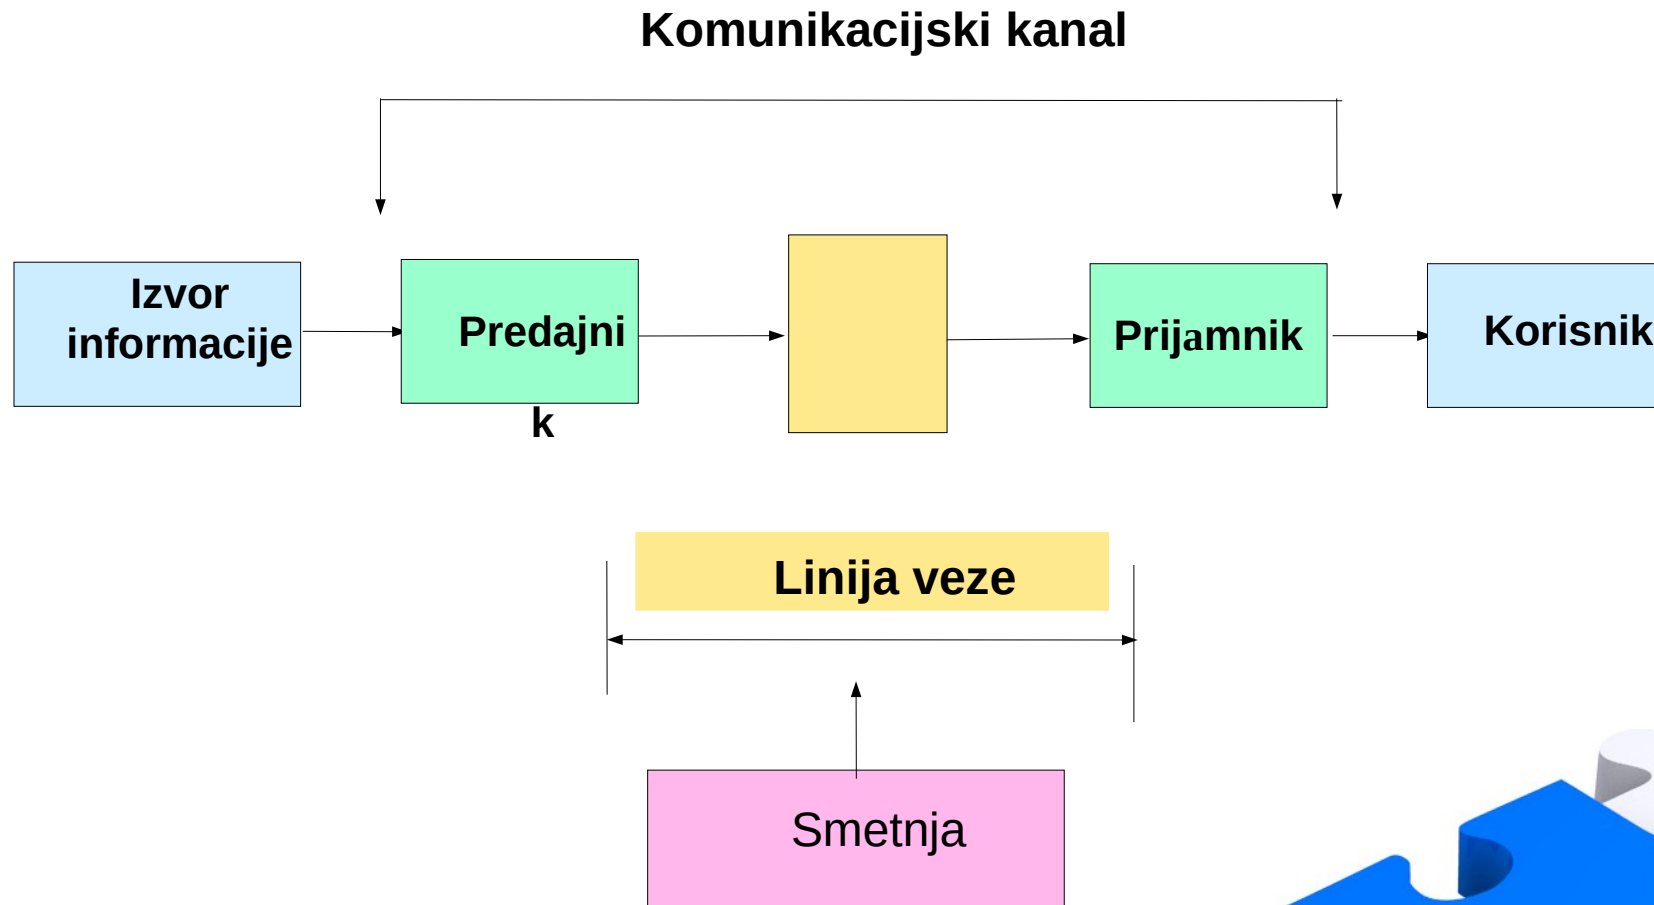 Komunikacijski kanal
Izvor
informacije
Predajni
k
Prijamnik
Korisnik
Linija veze
Smetnja